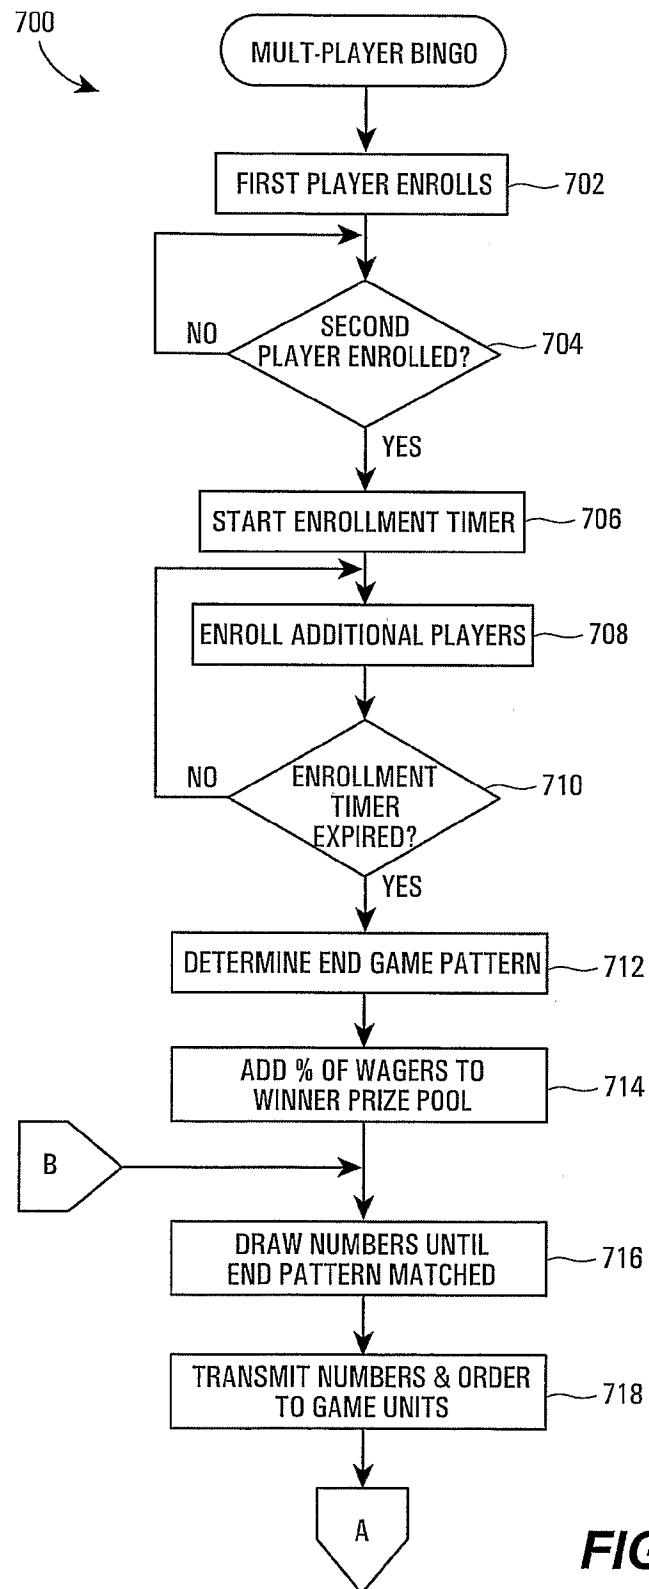 700
MULT-PLAYER BINGO
FIRST PLAYER ENROLLS
702
SECOND
PLAYER ENROLLED?
704
NO
YES
START ENROLLMENT TIMER
706
ENROLL ADDITIONAL PLAYERS
708
ENROLLMENT
TIMER
EXPIRED?
710
NO
YES
DETERMINE END GAME PATTERN
712
ADD % OF WAGERS TO
WINNER PRIZE POOL
714
B
DRAW NUMBERS UNTIL
END PATTERN MATCHED
716
TRANSMIT NUMBERS & ORDER
TO GAME UNITS
718
A
FIG